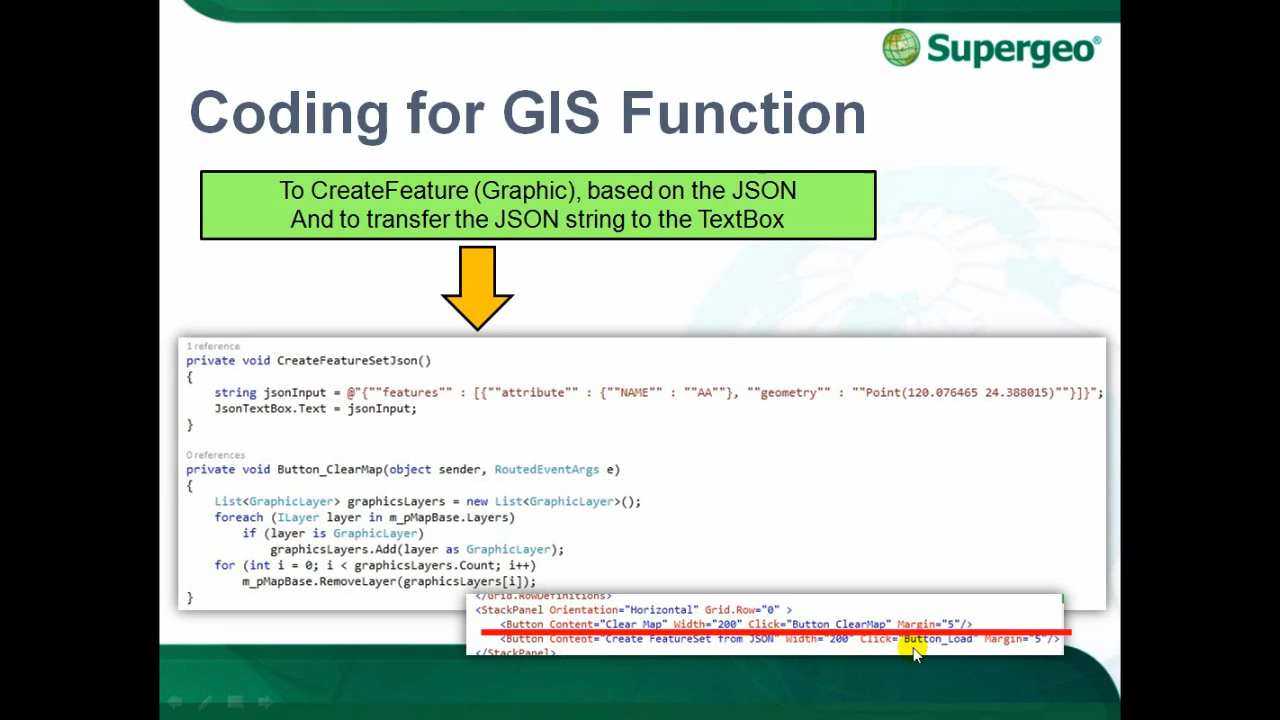 Supergeo®
Coding for GIS Function
To CreateFeature (Graphic), based on the JSON
And to transfer the JSON string to the TextBox
1 reference
private void CreateFeatureSetJson()
{
string jsonInput = @"{""features"" : [{""attribute"" : {""NAME"" : ""AA""}, ""geometry"" : ""Point(120.076465 24.388015)""}]}";
JsonTextBox.Text = jsonInput;
}
0 references
private void Button_ClearMap(object sender, RoutedEventArgs e)
{
List<GraphicLayer> graphicsLayers = new List<GraphicLayer>();
foreach (ILayer layer in m_pMapBase.Layers)
if (layer is GraphicLayer)
graphicsLayers.Add(layer as GraphicLayer);
for (int i = 0; i < graphicsLayers.Count; i++)
m_pMapBase.RemoveLayer(graphicsLayers[i]);
}
</Grid.RowDefinitions>
<StackPanel Orientation="Horizontal" Grid.Row="0" >
<Button Content="Clear Map" Width="200" Click="Button_ClearMap" Margin="5"/>
<Button Content="Create FeatureSet from JSON" Width="200" Click="Button_Load" Margin="5"/>
</StackPanel>